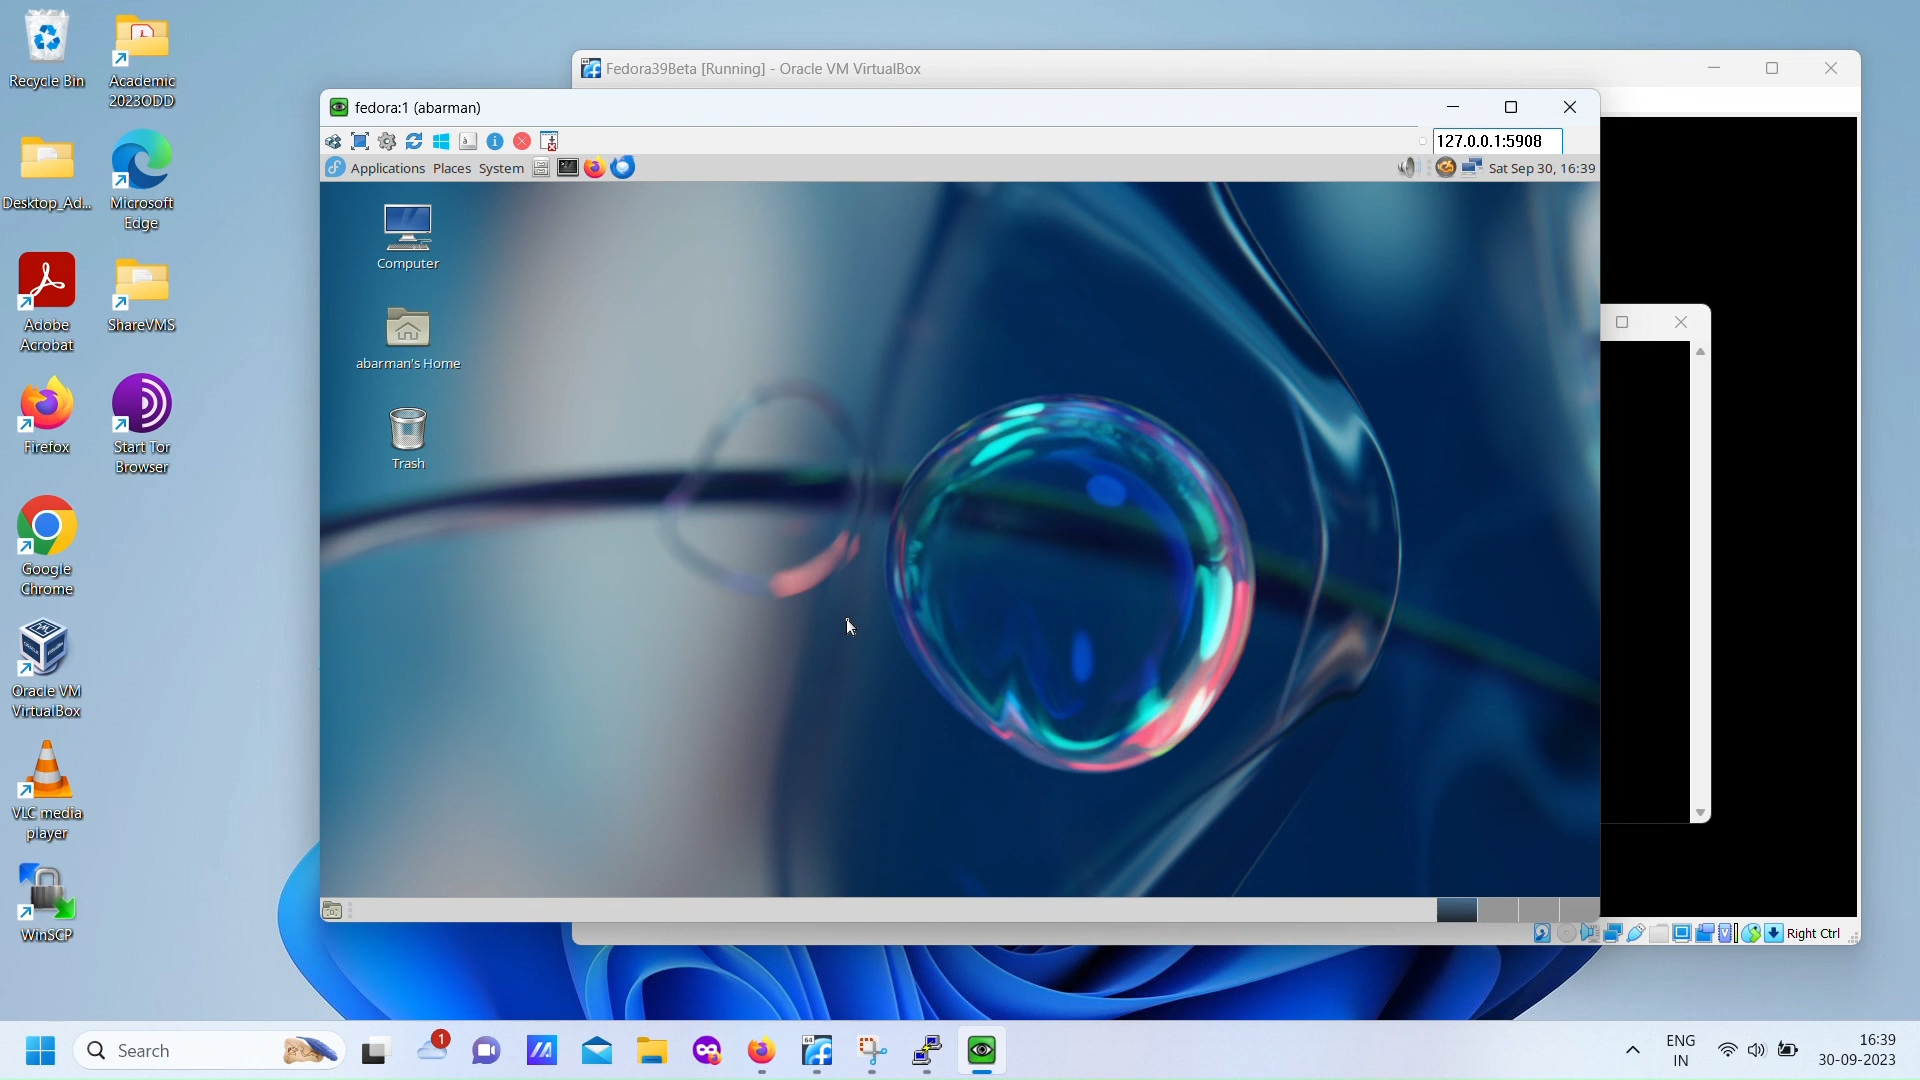 Recycle Bin
Academic
2023ODD
Desktop_Ad...
Microsoft
Edge
Adobe
Acrobat
ShareVMS
Firefox
Start Tor
Browser
Google
Chrome
Oracle VM
VirtualBox
VLC media
player
WinSCP
Fedora39Beta [Running] - Oracle VM VirtualBox
fedora:1 (abarman)
127.0.0.1:5908
Applications Places System
Sat Sep 30, 16:39
Computer
abarman's Home
Trash
Right Ctrl
Search
1
64
ENG
IN
16:39
30-09-2023